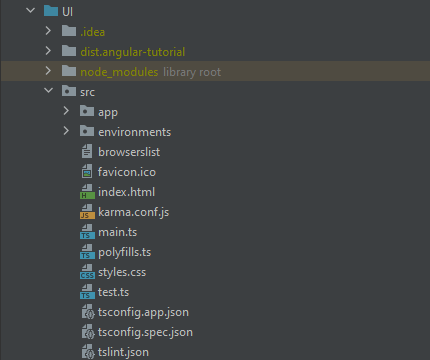 UI
.idea
dist.angular-tutorial
node_modules library root
src
app
environments
browserslist
favicon.ico
index.html
karma.conf.js
main.ts
polyfills.ts
styles.css
test.ts
tsconfig.app.json
tsconfig.spec.json
tslint.json